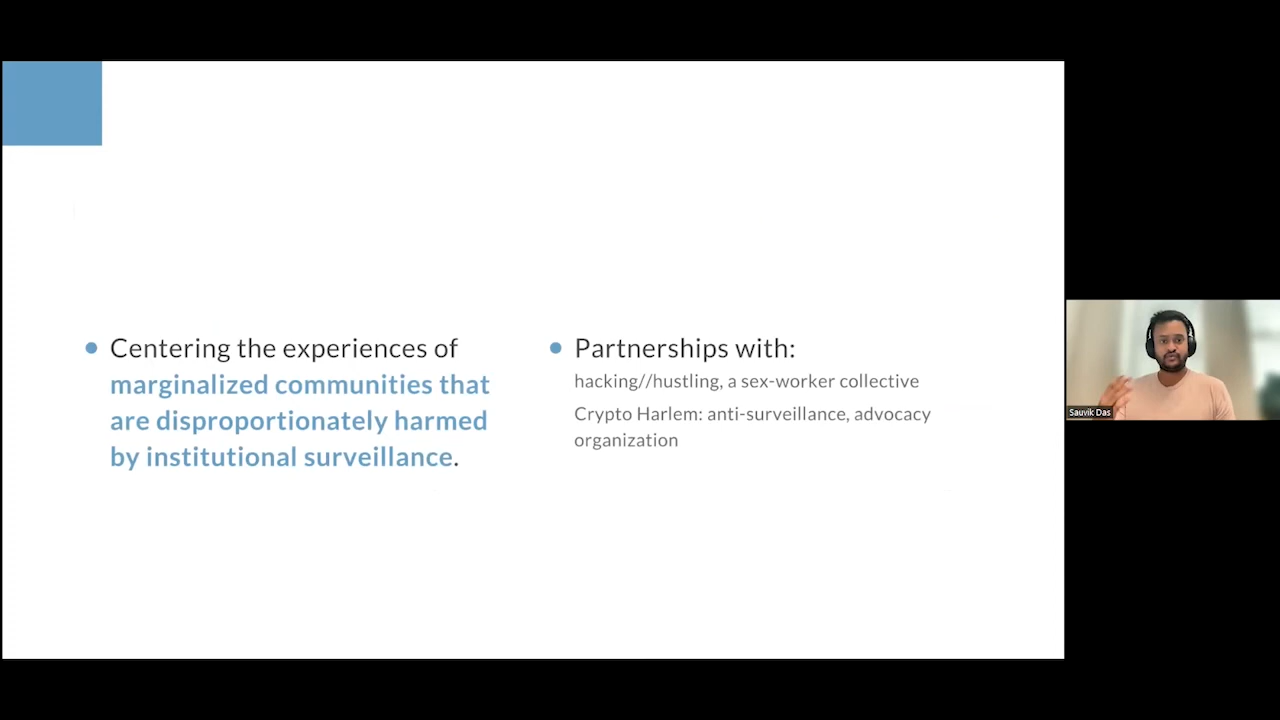 Centering the experiences of
marginalized communities that
are disproportionately harmed
by institutional surveillance.
Partnerships with:
hacking//hustling, a sex-worker collective
Crypto Harlem: anti-surveillance, advocacy
organization
Sauvik Das